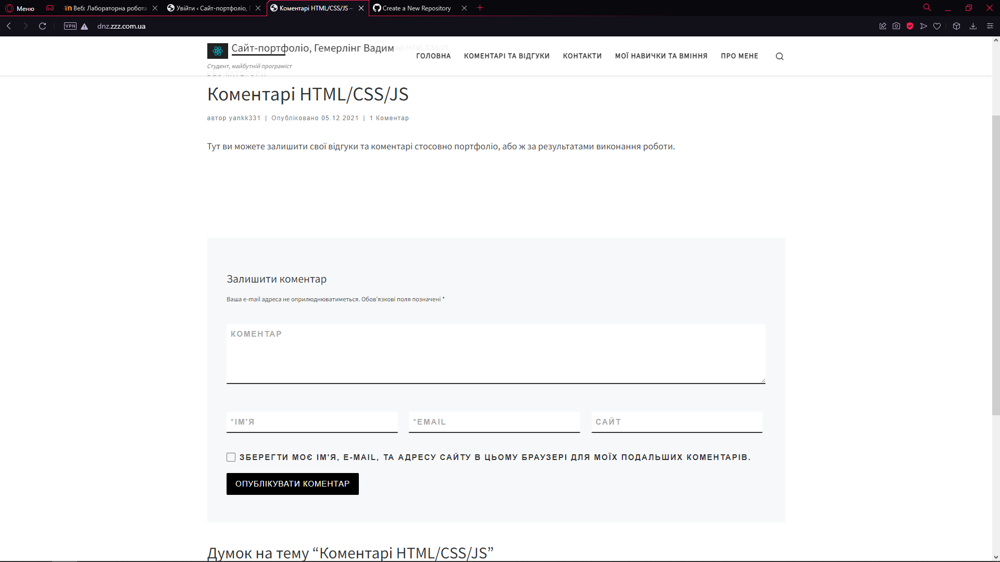 Меню
Веб: Лабораторна робота
Увійти ‹ Сайт-портфоліо, Г
Коментарі HTML/CSS/JS –
Create a New Repository
VPN
dnz.zzz.com.ua
Сайт-портфоліо, Гемерлінг Вадим
Студент, майбутній програміст
ГОЛОВНА
КОМЕНТАРІ ТА ВІДГУКИ
КОНТАКТИ
МОЇ НАВИЧКИ ТА ВМІННЯ
ПРО МЕНЕ
БЕЗ КАТЕГОРІЇ
Коментарі HTML/CSS/JS
автор yankk331 | Опубліковано 05.12.2021 | 1 Коментар
Тут ви можете залишити свої відгуки та коментарі стосовно портфоліо, або ж за результатами виконання роботи.
Залишити коментар
Ваша e-mail адреса не оприлюднюватиметься. Обов'язкові поля позначені *
КОМЕНТАР
*ІМ'Я
*EMAIL
САЙТ
ЗБЕРЕГТИ МОЄ ІМ'Я, E-MAIL, ТА АДРЕСУ САЙТУ В ЦЬОМУ БРАУЗЕРІ ДЛЯ МОЇХ ПОДАЛЬШИХ КОМЕНТАРІВ.
ОПУБЛІКУВАТИ КОМЕНТАР
Думок на тему “Коментарі HTML/CSS/JS”